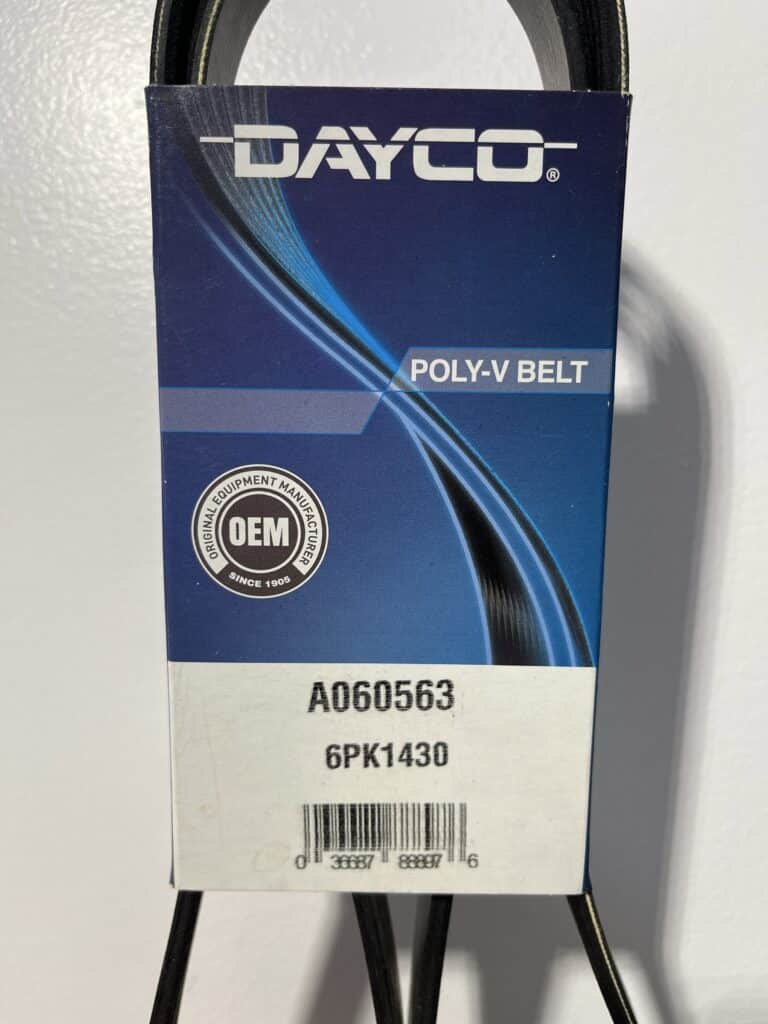 DAYCO®
POLY-V BELT
ORIGINAL EQUIPMENT MANUFACTURER
OEM
SINCE 1905
A060563
6PK1430
0 36687 88897 6